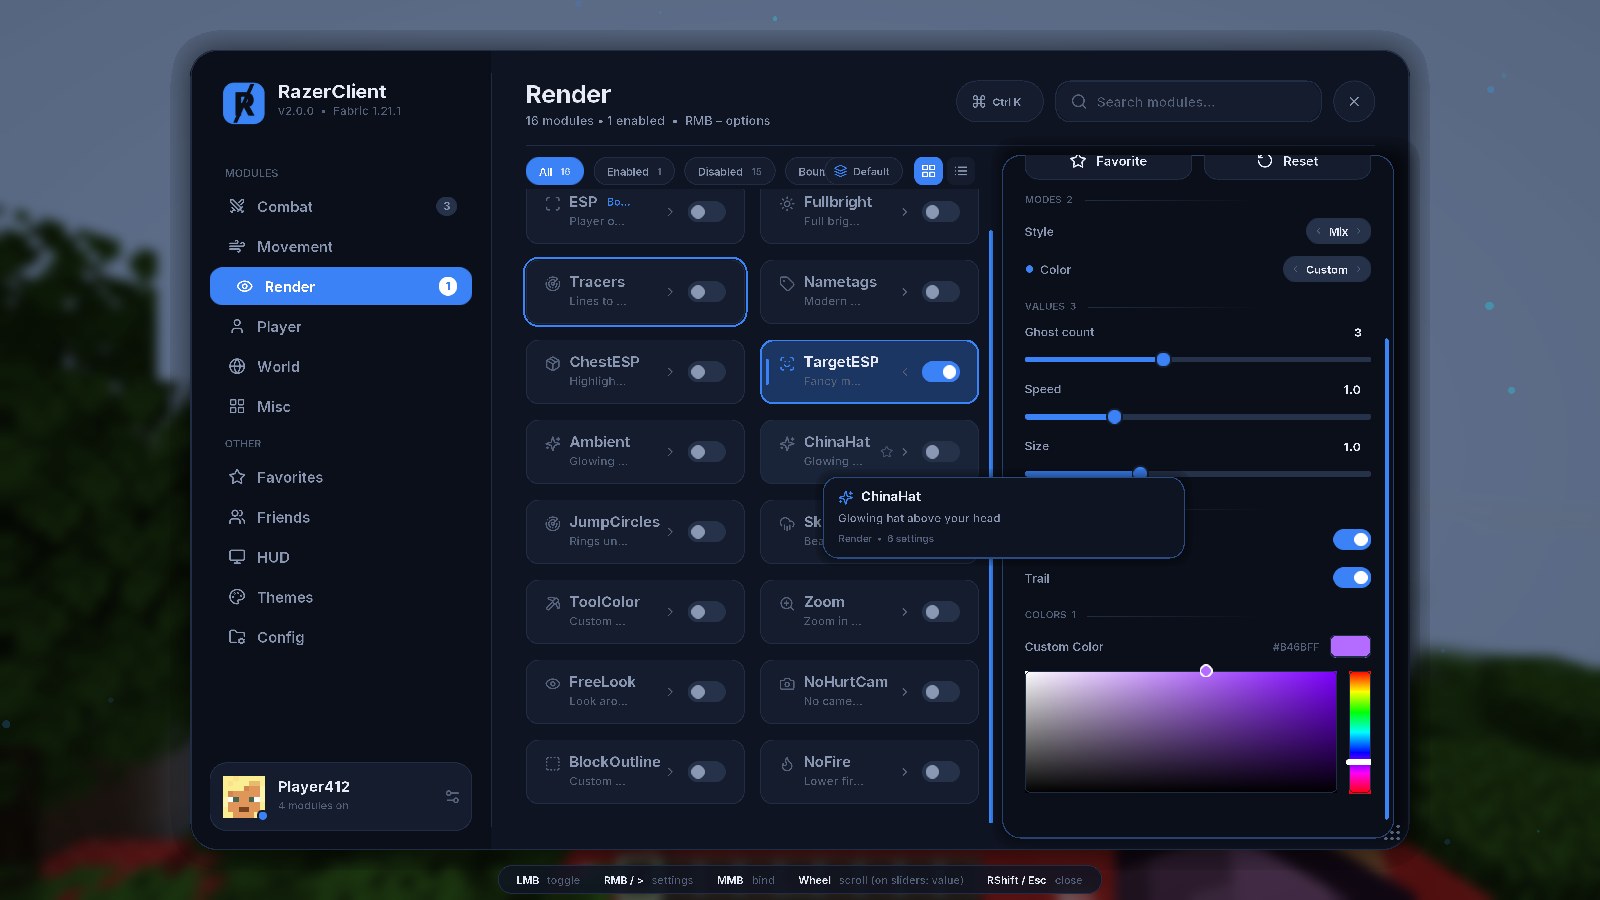 RazerClient
v2.0.0 • Fabric 1.21.1
MODULES
Combat 3
Movement
Render 1
Player
World
Misc
OTHER
Favorites
Friends
HUD
Themes
Config
Player412
4 modules on
Render
16 modules • 1 enabled • RMB – options
Ctrl K
Search modules...
All 16
Enabled 1
Disabled 15
Boun
Default
ESP Bo...
Player o...
Fullbright
Full brig...
Tracers
Lines to ...
Nametags
Modern ...
ChestESP
Highligh...
TargetESP
Fancy m...
Ambient
Glowing ...
ChinaHat
Glowing ...
JumpCircles
Rings un...
Sk
Bea
ToolColor
Custom ...
Zoom
Zoom in ...
FreeLook
Look aro...
NoHurtCam
No came...
BlockOutline
Custom ...
NoFire
Lower fir...
ChinaHat
Glowing hat above your head
Render • 6 settings
Favorite
Reset
MODES 2
Style Mix
Color Custom
VALUES 3
Ghost count 3
Speed 1.0
Size 1.0
Trail
COLORS 1
Custom Color #B46BFF
LMB toggle RMB / > settings MMB bind Wheel scroll (on sliders: value) RShift / Esc close